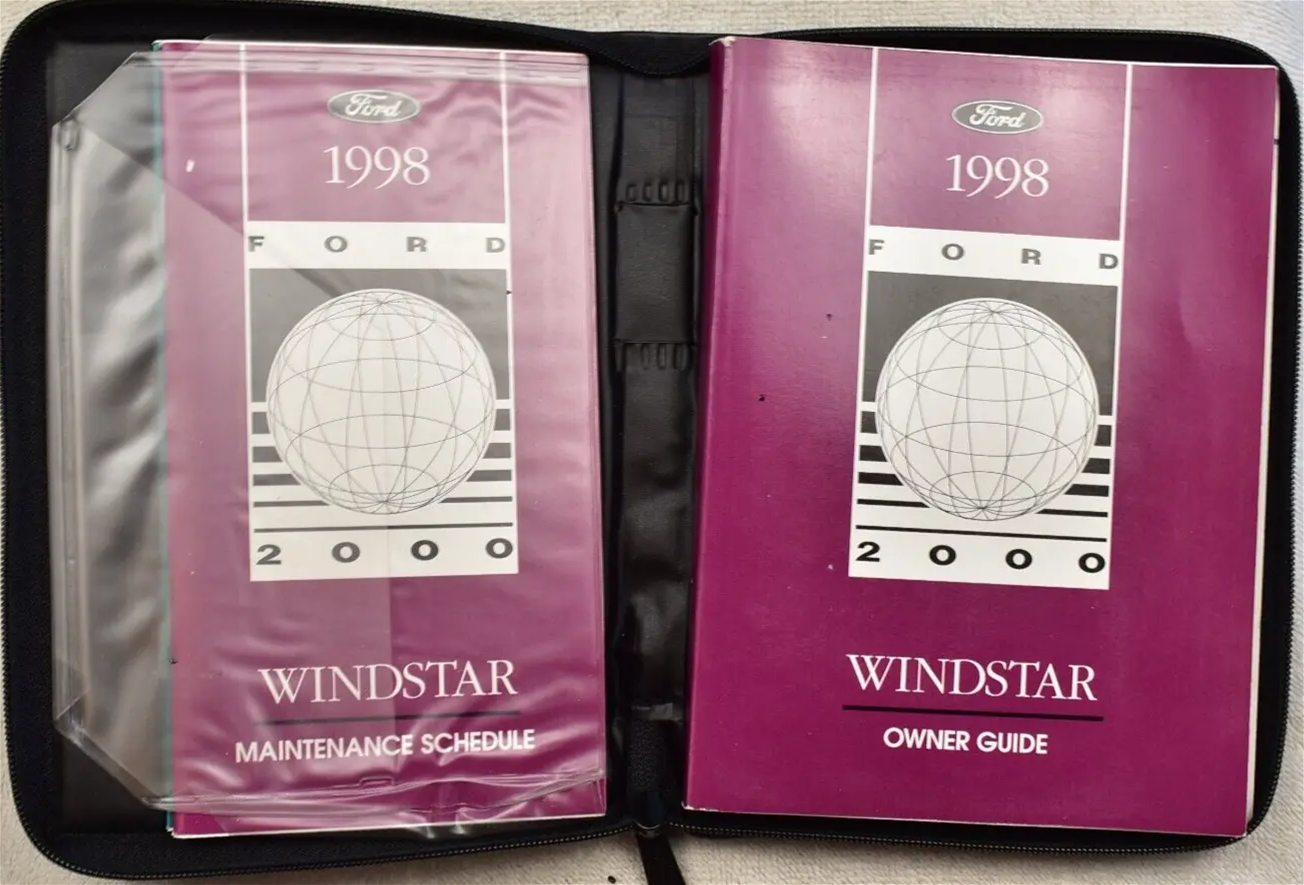 Ford
1998
FORD
2000
WINDSTAR
MAINTENANCE SCHEDULE
Ford
1998
FORD
2000
WINDSTAR
OWNER GUIDE